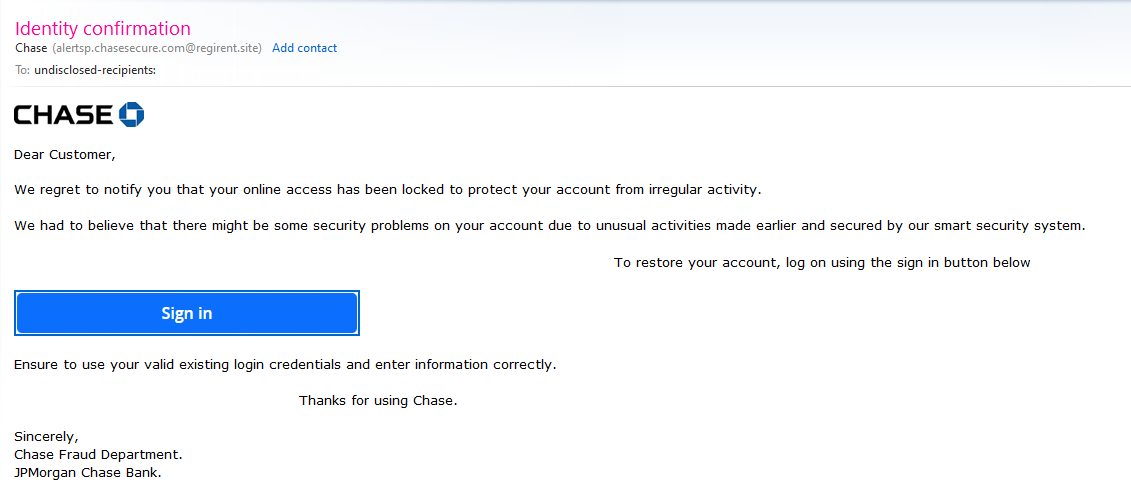 Identity confirmation
Chase (alertsp.chasesecure.com@regirent.site) Add contact
To: undisclosed-recipients:
CHASE
Dear Customer,
We regret to notify you that your online access has been locked to protect your account from irregular activity.
We had to believe that there might be some security problems on your account due to unusual activities made earlier and secured by our smart security system.
To restore your account, log on using the sign in button below
Sign in
Ensure to use your valid existing login credentials and enter information correctly.
Thanks for using Chase.
Sincerely,
Chase Fraud Department.
JPMorgan Chase Bank.